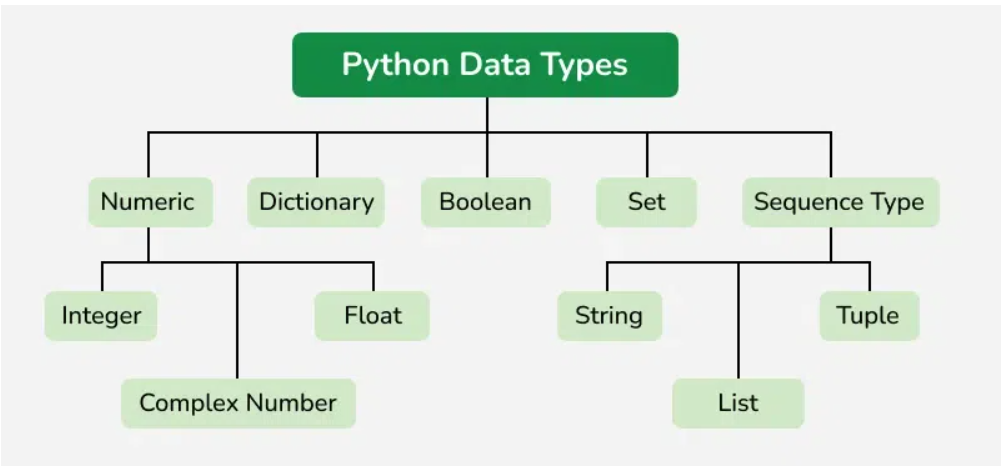 Python Data Types
Numeric
Dictionary
Boolean
Set
Sequence Type
Integer
Float
String
Tuple
Complex Number
List